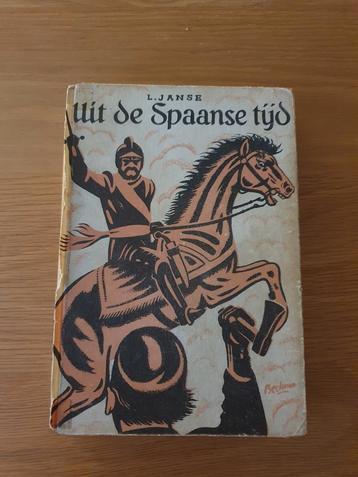 L. JANSE
Uit de Spaanse tijd